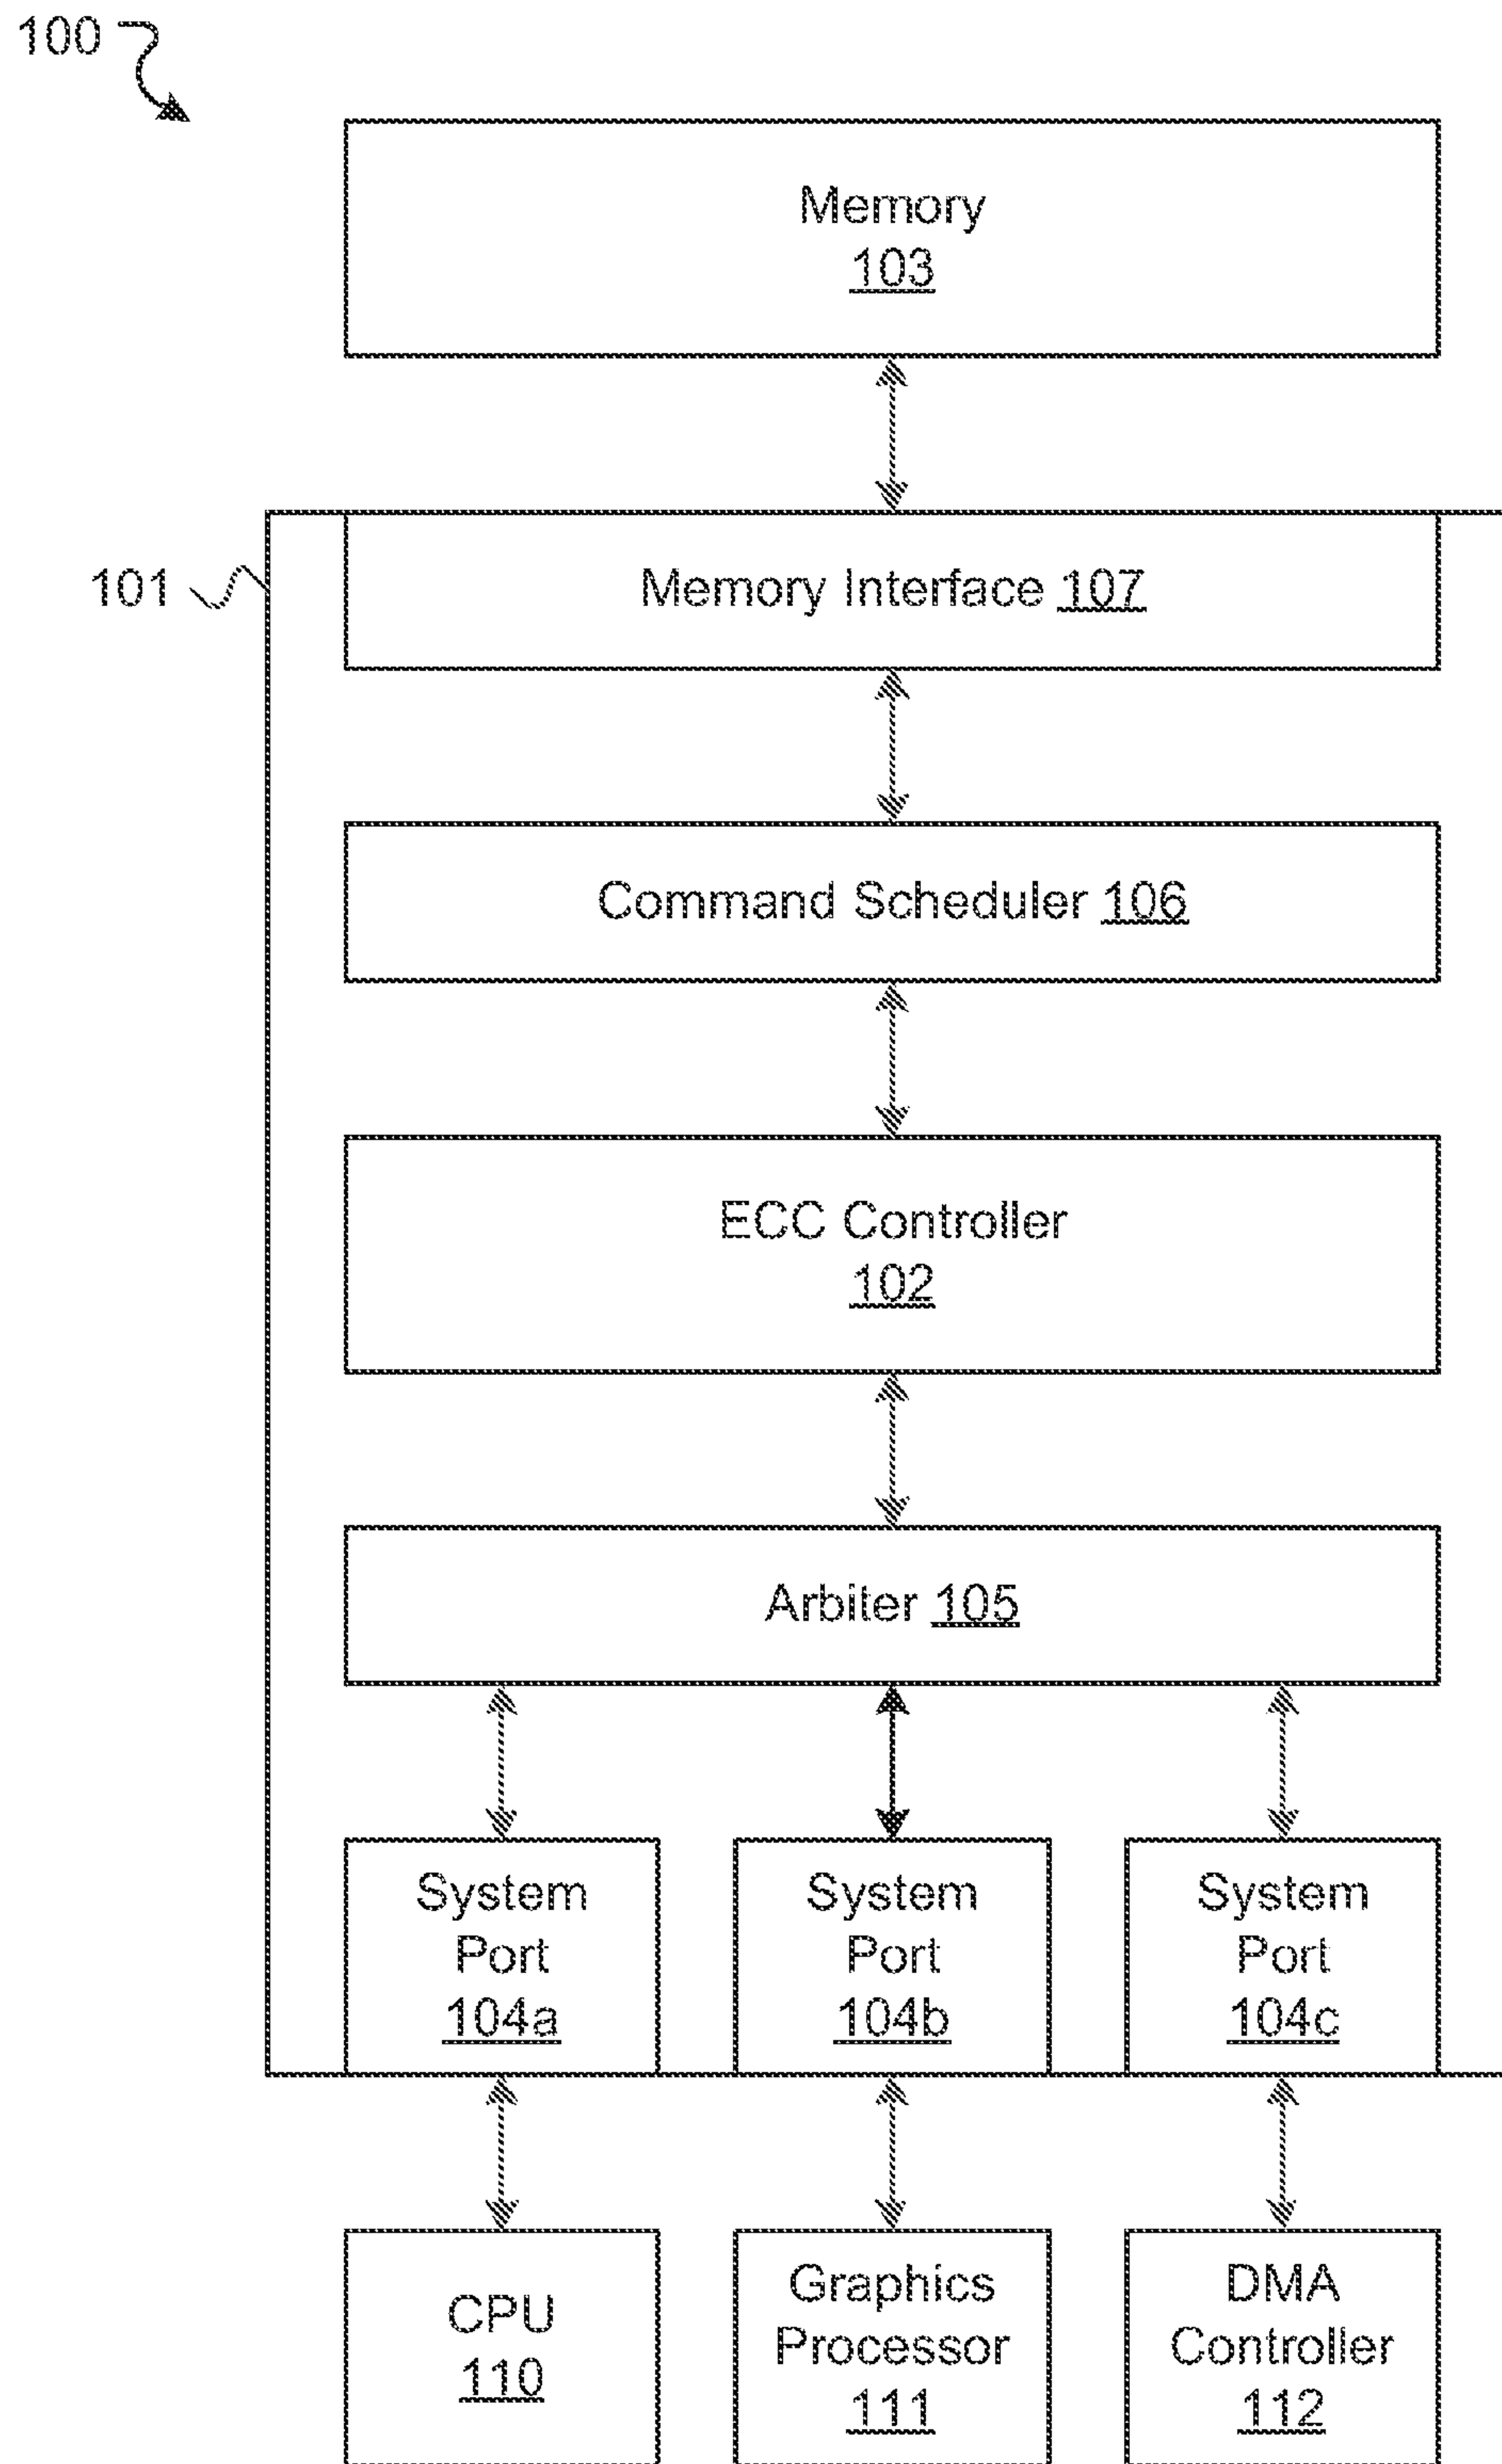 100
Memory
103
101
Memory Interface 107
Command Scheduler 106
ECC Controller
102
Arbiter 105
System
Port
104a
System
Port
104b
System
Port
104c
CPU
110
Graphics
Processor
111
DMA
Controller
112